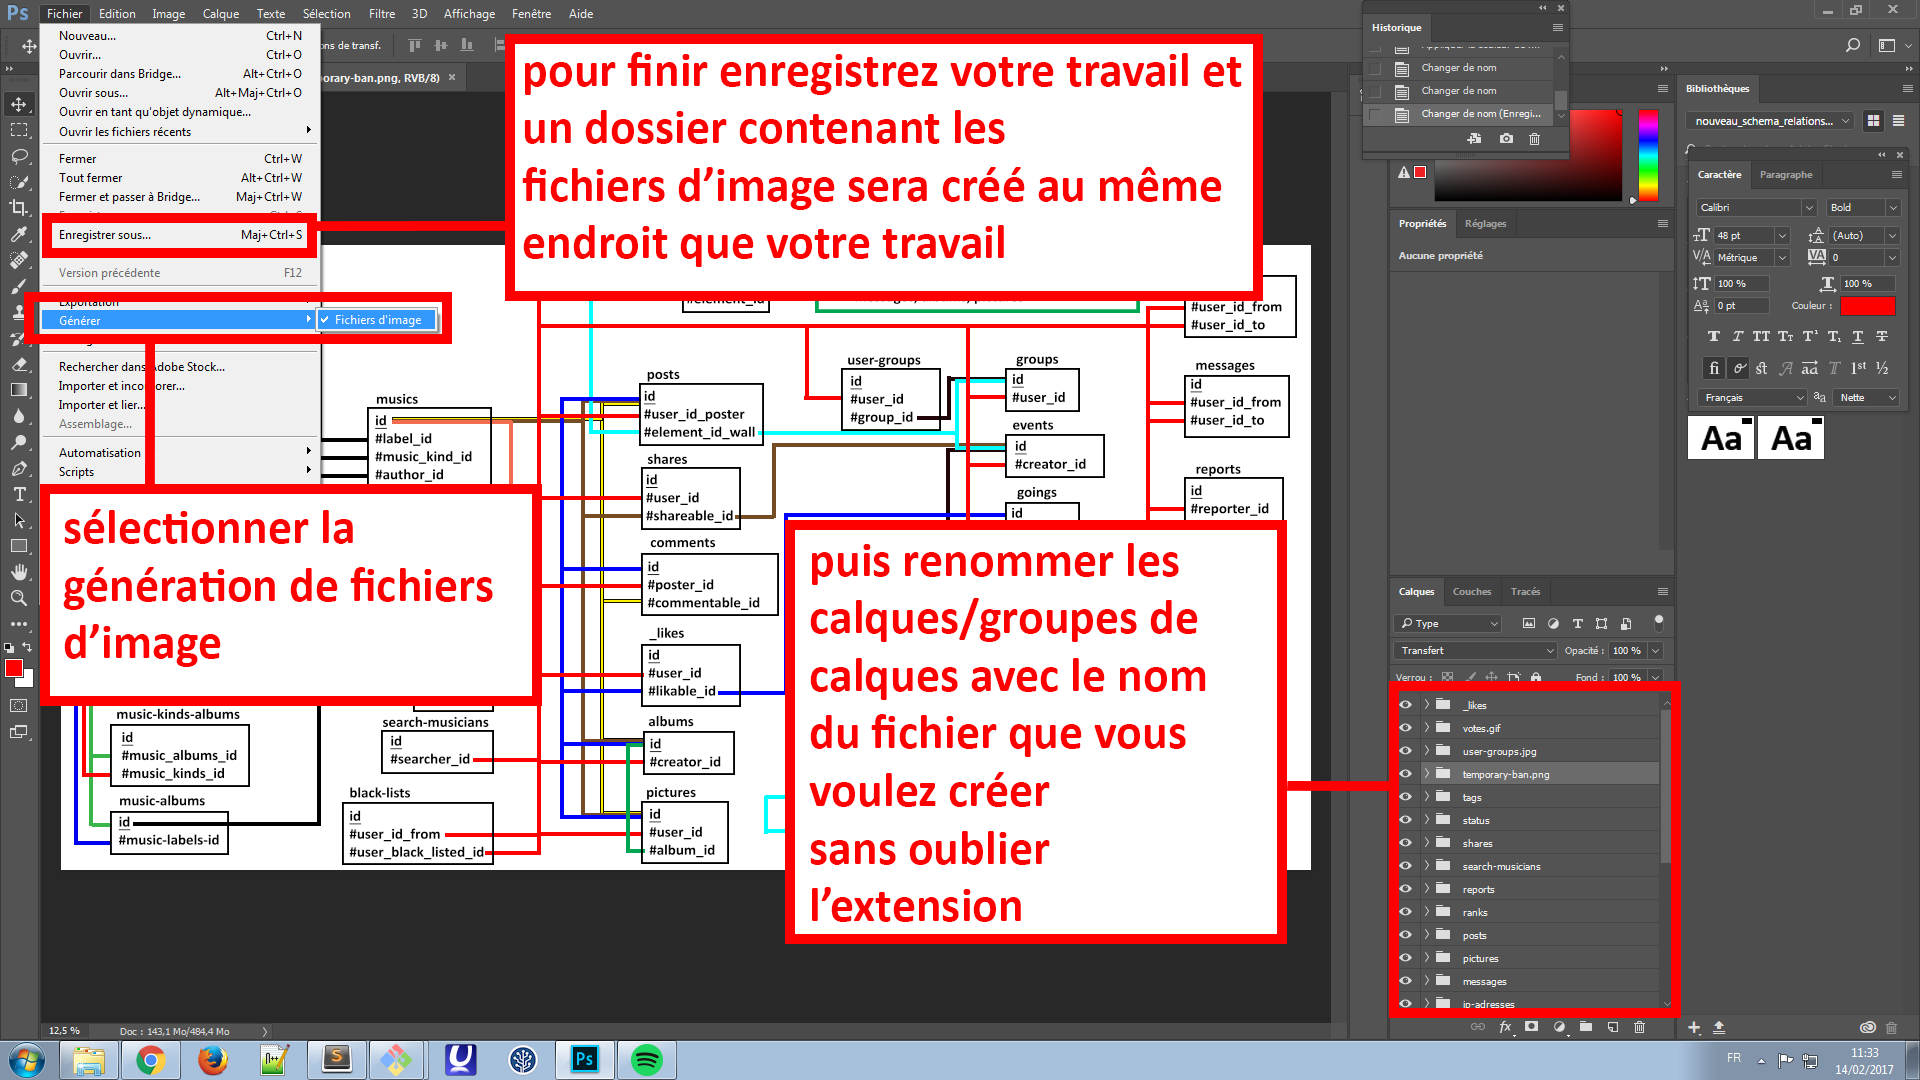 Ps Fichier Edition Image Calque Texte Sélection Filtre 3D Affichage Fenêtre Aide
Nouveau... Ctrl+N
Ouvrir... Ctrl+O
Parcourir dans Bridge... Alt+Ctrl+O
Ouvrir sous... Alt+Maj+Ctrl+O
Ouvrir en tant qu'objet dynamique...
Ouvrir les fichiers récents
Fermer Ctrl+W
Tout fermer Alt+Ctrl+W
Fermer et passer à Bridge... Maj+Ctrl+W
Enregistrer sous... Maj+Ctrl+S
Version précédente F12
Exportation
Générer
Fichiers d'image
Rechercher dans Adobe Stock...
Importer et incorporer...
Importer et lier...
Assemblage...
Automatisation
Scripts
ons de transf.
porary-ban.png, RVB/8) ×
pour finir enregistrez votre travail et
un dossier contenant les
fichiers d’image sera créé au même
endroit que votre travail
sélectionner la
génération de fichiers
d’image
puis renommer les
calques/groupes de
calques avec le nom
du fichier que vous
voulez créer
sans oublier
l’extension
musics
id
#label_id
#music_kind_id
#author_id
posts
id
#user_id_poster
#element_id_wall
shares
id
#user_id
#shareable_id
comments
id
#poster_id
#commentable_id
_likes
id
#user_id
#likable_id
albums
id
#creator_id
pictures
id
#user_id
#album_id
user-groups
id
#user_id
#group_id
groups
id
#user_id
events
id
#creator_id
goings
id
#user_id_from
#user_id_to
messages
id
#user_id_from
#user_id_to
reports
id
#reporter_id
music-kinds-albums
id
#music_albums_id
#music_kinds_id
music-albums
id
#music-labels-id
search-musicians
id
#searcher_id
black-lists
id
#user_id_from
#user_black_listed_id
Historique
Changer de nom
Changer de nom
Changer de nom (Enregi...
Propriétés Réglages
Aucune propriété
Bibliothèques
nouveau_schema_relations...
Caractère Paragraphe
Calibri Bold
48 pt (Auto)
Métrique 0
100 % 100 %
0 pt Couleur :
Français aa Nette
Aa Aa
Calques Couches Tracés
Type
Transfert Opacité : 100 %
Verrou : Fond : 100 %
_likes
votes.gif
user-groups.jpg
temporary-ban.png
tags
status
shares
search-musicians
reports
ranks
posts
pictures
messages
ip-adresses
12,5 % Doc : 143,1 Mo/484,4 Mo
FR 11:33
14/02/2017